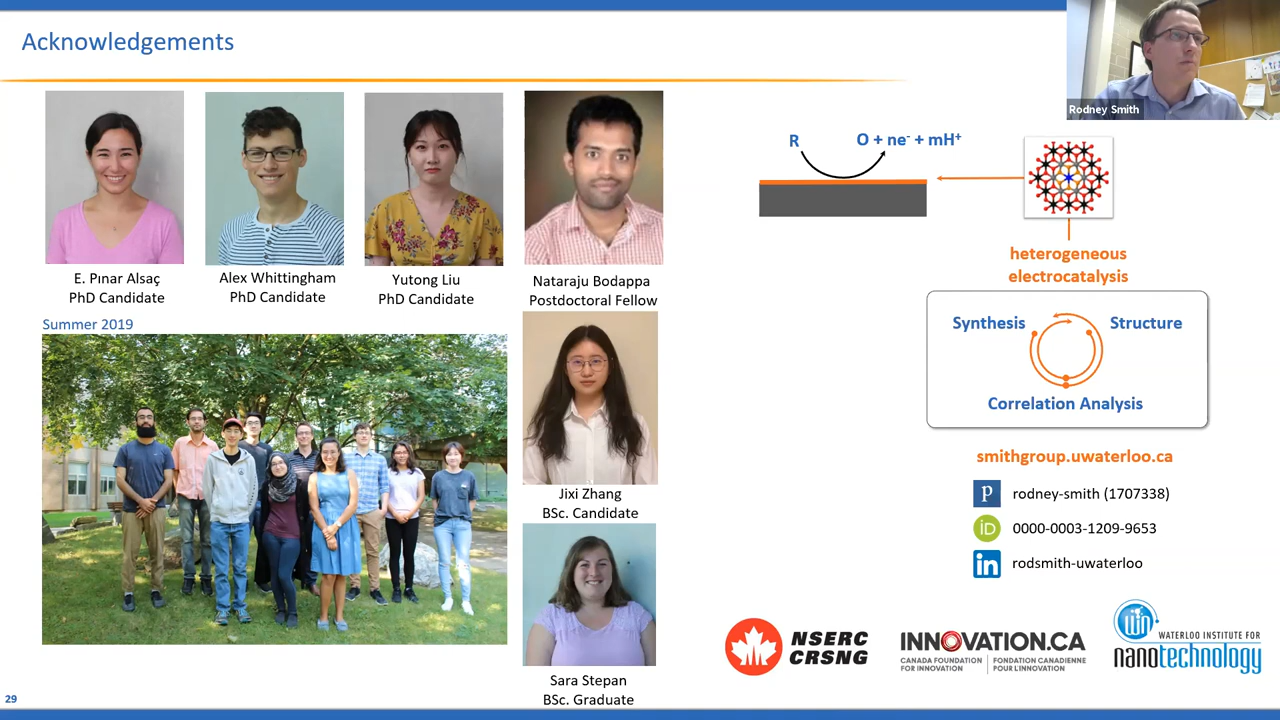 Acknowledgements
Rodney Smith
E. Pınar Alsaç
PhD Candidate
Alex Whittingham
PhD Candidate
Yutong Liu
PhD Candidate
Nataraju Bodappa
Postdoctoral Fellow
Summer 2019
Jixi Zhang
BSc. Candidate
Sara Stepan
BSc. Graduate
R
O + ne⁻ + mH⁺
heterogeneous
electrocatalysis
Synthesis
Structure
Correlation Analysis
smithgroup.uwaterloo.ca
P
rodney-smith (1707338)
iD
0000-0003-1209-9653
in
rodsmith-uwaterloo
NSERC
CRSNG
INNOVATION.CA
CANADA FOUNDATION
FOR INNOVATION
FONDATION CANADIENNE
POUR L'INNOVATION
WIN
WATERLOO INSTITUTE FOR
nanotechnology
29